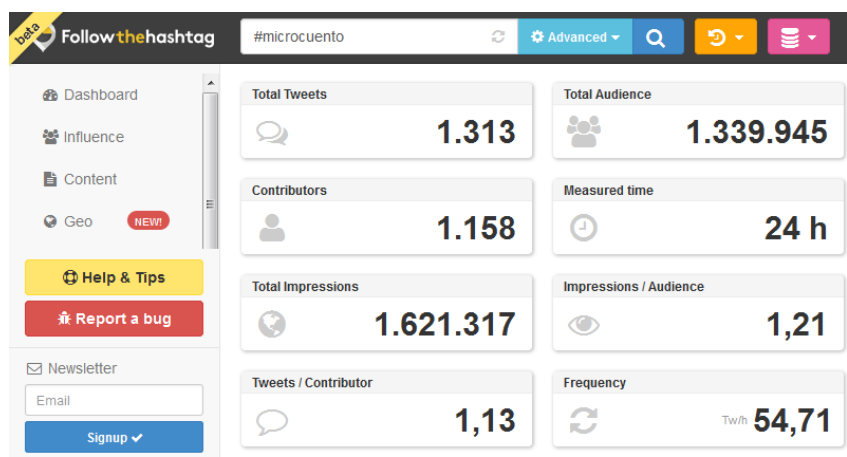 beta
Followthehashtag
#microcuento
Advanced
Dashboard
Influence
Content
Geo NEW!
Help & Tips
Report a bug
Newsletter
Email
Signup
Total Tweets
1.313
Total Audience
1.339.945
Contributors
1.158
Measured time
24 h
Total Impressions
1.621.317
Impressions / Audience
1,21
Tweets / Contributor
1,13
Frequency
Tw/h 54,71